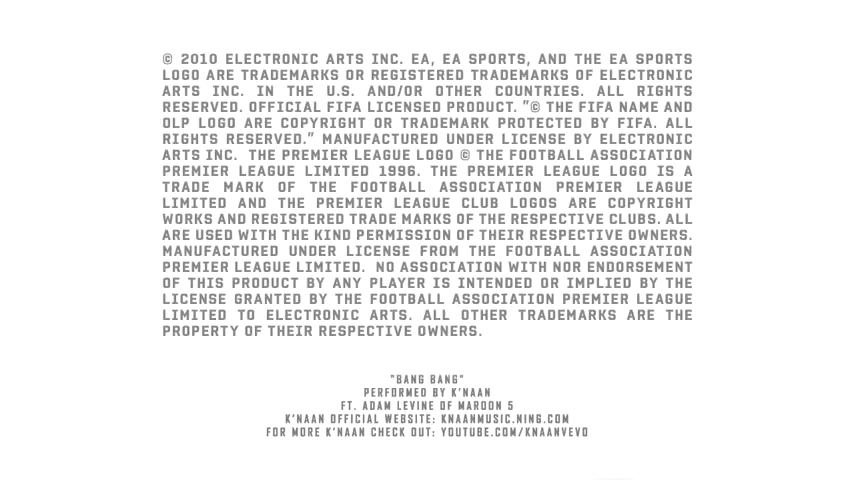 © 2010 ELECTRONIC ARTS INC. EA, EA SPORTS, AND THE EA SPORTS
LOGO ARE TRADEMARKS OR REGISTERED TRADEMARKS OF ELECTRONIC
ARTS INC. IN THE U.S. AND/OR OTHER COUNTRIES. ALL RIGHTS
RESERVED. OFFICIAL FIFA LICENSED PRODUCT. "© THE FIFA NAME AND
OLP LOGO ARE COPYRIGHT OR TRADEMARK PROTECTED BY FIFA. ALL
RIGHTS RESERVED." MANUFACTURED UNDER LICENSE BY ELECTRONIC
ARTS INC. THE PREMIER LEAGUE LOGO © THE FOOTBALL ASSOCIATION
PREMIER LEAGUE LIMITED 1996. THE PREMIER LEAGUE LOGO IS A
TRADE MARK OF THE FOOTBALL ASSOCIATION PREMIER LEAGUE
LIMITED AND THE PREMIER LEAGUE CLUB LOGOS ARE COPYRIGHT
WORKS AND REGISTERED TRADE MARKS OF THE RESPECTIVE CLUBS. ALL
ARE USED WITH THE KIND PERMISSION OF THEIR RESPECTIVE OWNERS.
MANUFACTURED UNDER LICENSE FROM THE FOOTBALL ASSOCIATION
PREMIER LEAGUE LIMITED. NO ASSOCIATION WITH NOR ENDORSEMENT
OF THIS PRODUCT BY ANY PLAYER IS INTENDED OR IMPLIED BY THE
LICENSE GRANTED BY THE FOOTBALL ASSOCIATION PREMIER LEAGUE
LIMITED TO ELECTRONIC ARTS. ALL OTHER TRADEMARKS ARE THE
PROPERTY OF THEIR RESPECTIVE OWNERS.
"BANG BANG"
PERFORMED BY K'NAAN
FT. ADAM LEVINE OF MAROON 5
K'NAAN OFFICIAL WEBSITE: KNAANMUSIC.NING.COM
FOR MORE K'NAAN CHECK OUT: YOUTUBE.COM/KNAANVEVO